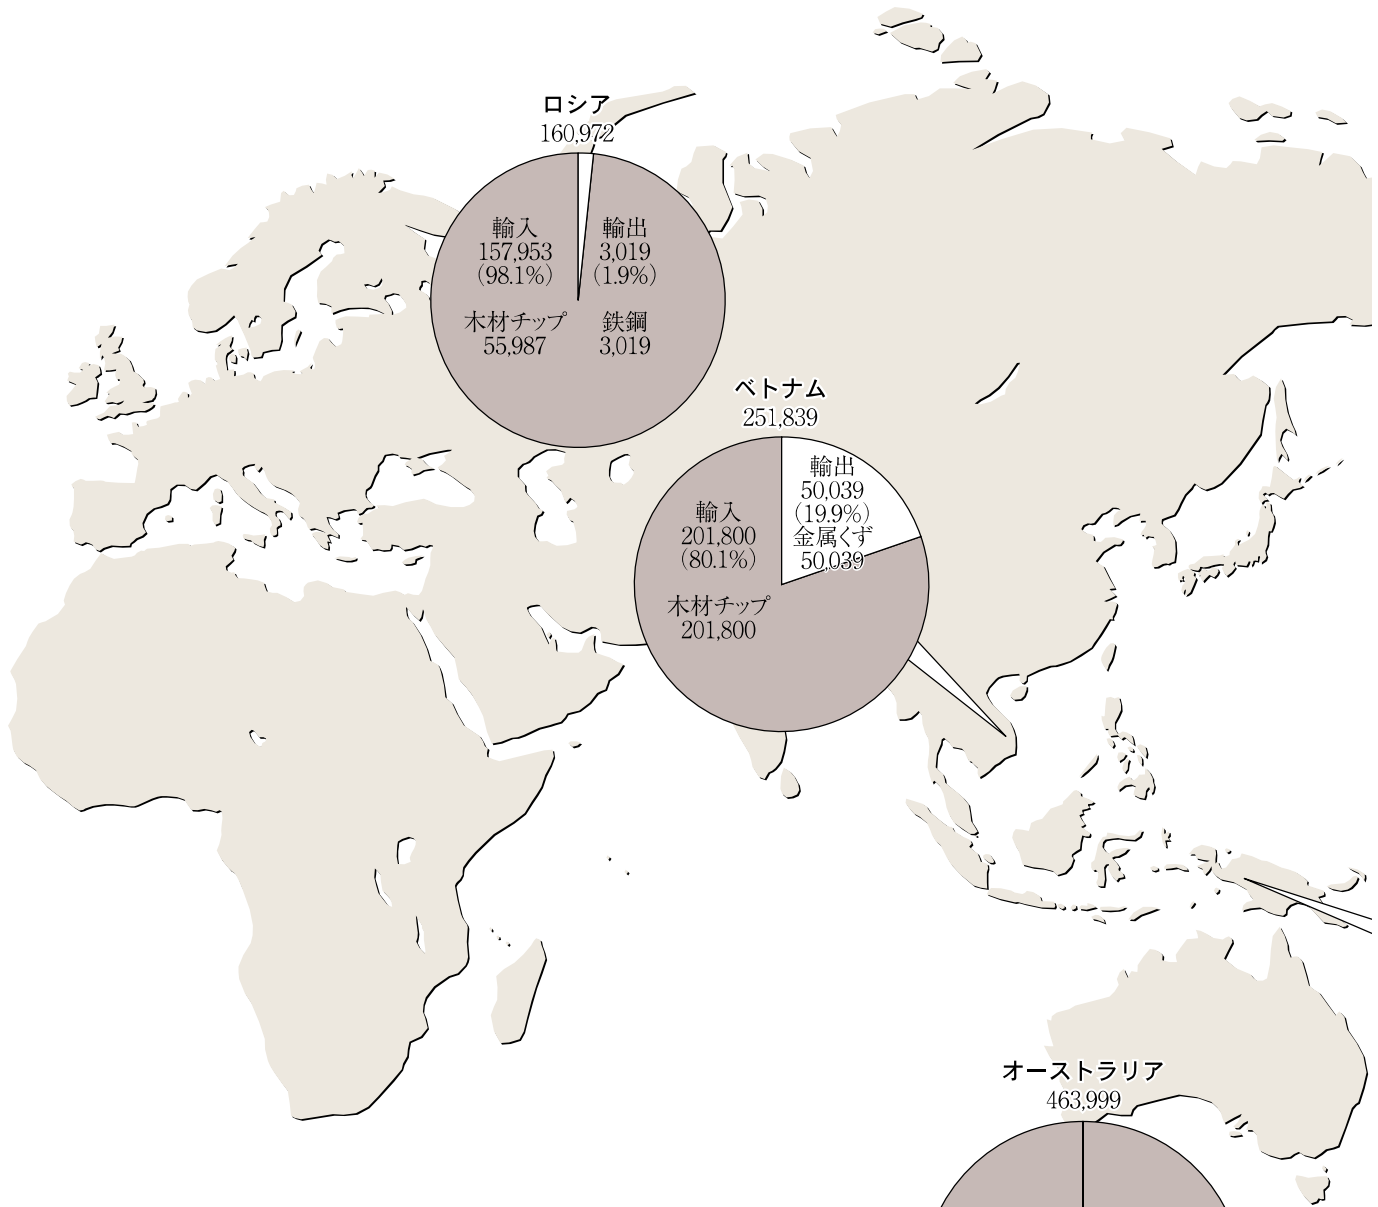 ロシア
160,972
輸入
157,953
(98.1%)
木材チップ
55,987
輸出
3,019
(1.9%)
鉄鋼
3,019
ベトナム
251,839
輸入
201,800
(80.1%)
木材チップ
201,800
輸出
50,039
(19.9%)
金属くず
50,039
オーストラリア
463,999